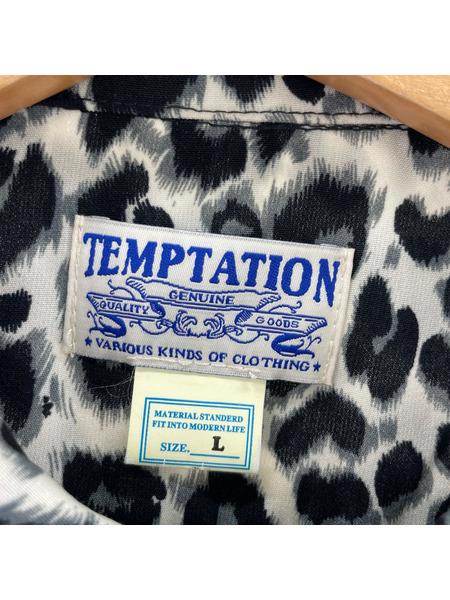 TEMPTATION
GENUINE
QUALITY GOODS
★ VARIOUS KINDS OF CLOTHING ★
MATERIAL STANDERD
FIT INTO MODERN LIFE
SIZE. L